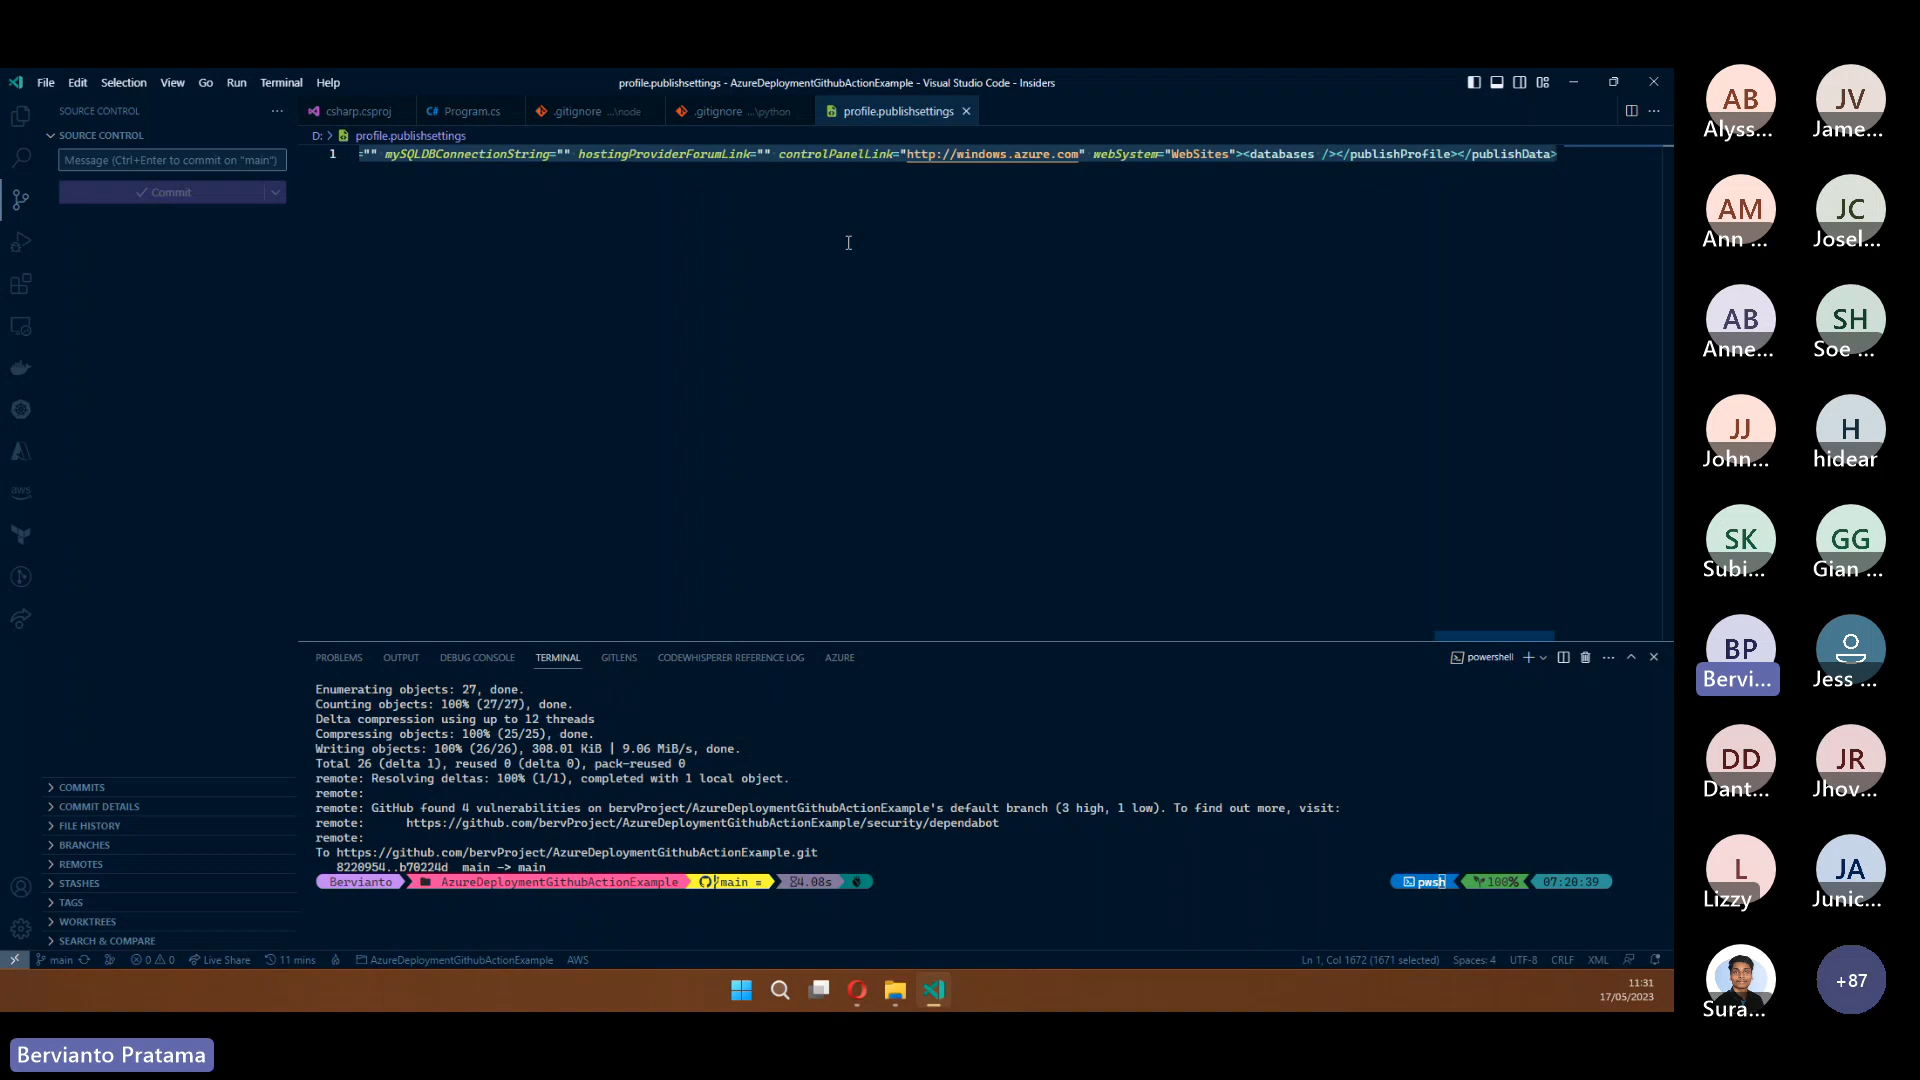 File Edit Selection View Go Run Terminal Help
profile.publishsettings - AzureDeploymentGithubActionExample - Visual Studio Code - Insiders
SOURCE CONTROL
csharp.csproj
C# Program.cs
.gitignore ...\node
.gitignore ...\python
profile.publishsettings
SOURCE CONTROL
D: > profile.publishsettings
Message (Ctrl+Enter to commit on "main")
Commit
1 ="" mySQLDBConnectionString="" hostingProviderForumLink="" controlPanelLink="http://windows.azure.com" webSystem="WebSites"><databases /></publishProfile></publishData>
aws
PROBLEMS OUTPUT DEBUG CONSOLE TERMINAL GITLENS CODEWHISPERER REFERENCE LOG AZURE
powershell
Enumerating objects: 27, done.
Counting objects: 100% (27/27), done.
Delta compression using up to 12 threads
Compressing objects: 100% (25/25), done.
Writing objects: 100% (26/26), 308.01 KiB | 9.06 MiB/s, done.
Total 26 (delta 1), reused 0 (delta 0), pack-reused 0
remote: Resolving deltas: 100% (1/1), completed with 1 local object.
remote:
remote: GitHub found 4 vulnerabilities on bervProject/AzureDeploymentGithubActionExample's default branch (3 high, 1 low). To find out more, visit:
remote: https://github.com/bervProject/AzureDeploymentGithubActionExample/security/dependabot
remote:
To https://github.com/bervProject/AzureDeploymentGithubActionExample.git
8220954..b70224d main -> main
Bervianto AzureDeploymentGithubActionExample main = 4.08s
pwsh 100% 07:20:39
COMMITS
COMMIT DETAILS
FILE HISTORY
BRANCHES
REMOTES
STASHES
TAGS
WORKTREES
SEARCH & COMPARE
main 0 0 Live Share 11 mins AzureDeploymentGithubActionExample AWS
Ln 1, Col 1672 (1671 selected) Spaces: 4 UTF-8 CRLF XML
11:31
17/05/2023
AB JV
Alyss... Jame...
AM JC
Ann ... Josel...
AB SH
Anne... Soe ...
JJ H
John... hidear
SK GG
Subi... Gian ...
BP
Bervi... Jess ...
DD JR
Dant... Jhov...
L JA
Lizzy Junic...
+87
Sura...
Bervianto Pratama